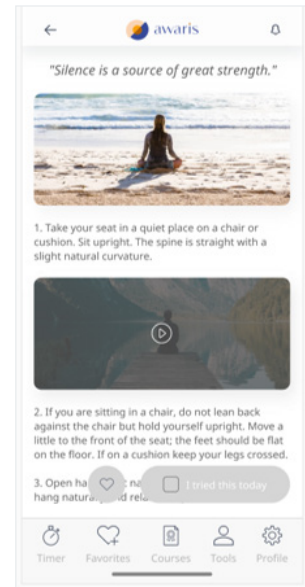 awaris
"Silence is a source of great strength."
1. Take your seat in a quiet place on a chair or
cushion. Sit upright. The spine is straight with a
slight natural curvature.
2. If you are sitting in a chair, do not lean back
against the chair but hold yourself upright. Move a
little to the front of the seat; the feet should be flat
on the floor. If on a cushion keep your legs crossed.
3. Open
I tried this today
hang
Timer Favorites Courses Tools Profile